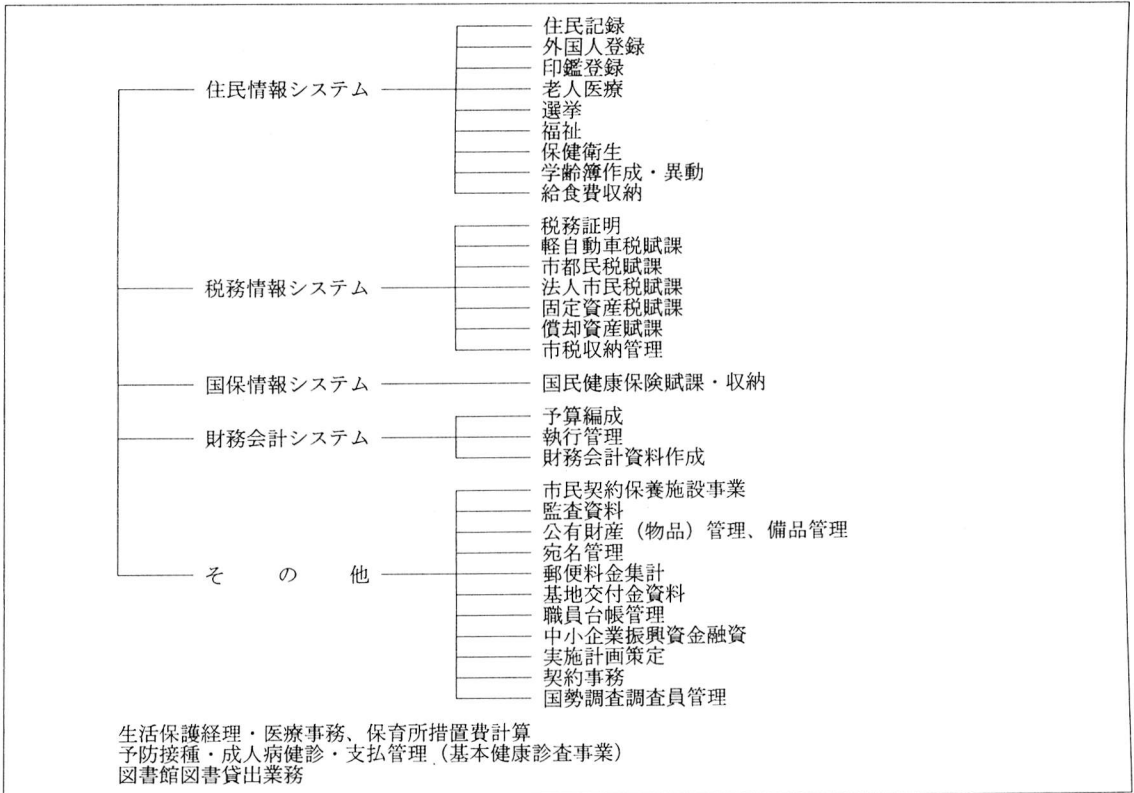 住民情報システム
住民記録
外国人登録
印鑑登録
老人医療
選挙
福祉
保健衛生
学齢簿作成・異動
給食費収納
税務情報システム
税務証明
軽自動車税賦課
市都民税賦課
法人市民税賦課
固定資産税賦課
償却資産賦課
市税収納管理
国保情報システム
国民健康保険賦課・収納
財務会計システム
予算編成
執行管理
財務会計資料作成
その他
市民契約保養施設事業
監査資料
公有財産（物品）管理、備品管理
宛名管理
郵便料金集計
基地交付金資料
職員台帳管理
中小企業振興資金融資
実施計画策定
契約事務
国勢調査調査員管理
生活保護経理・医療事務、保育所措置費計算
予防接種・成人病健診・支払管理（基本健康診査事業）
図書館図書貸出業務